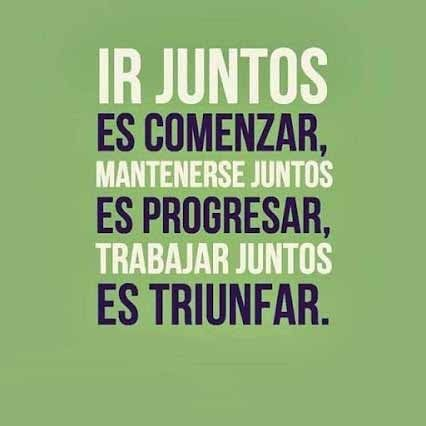 IR JUNTOS
ES COMENZAR,
MANTENERSE JUNTOS
ES PROGRESAR,
TRABAJAR JUNTOS
ES TRIUNFAR.